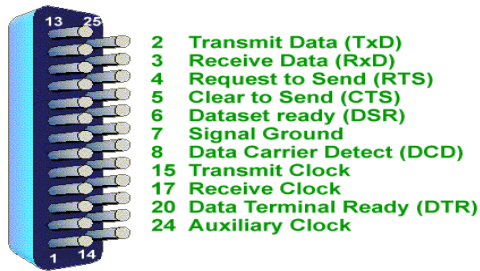 13 25
2 Transmit Data (TxD)
3 Receive Data (RxD)
4 Request to Send (RTS)
5 Clear to Send (CTS)
6 Dataset ready (DSR)
7 Signal Ground
8 Data Carrier Detect (DCD)
15 Transmit Clock
17 Receive Clock
20 Data Terminal Ready (DTR)
24 Auxiliary Clock
1 14